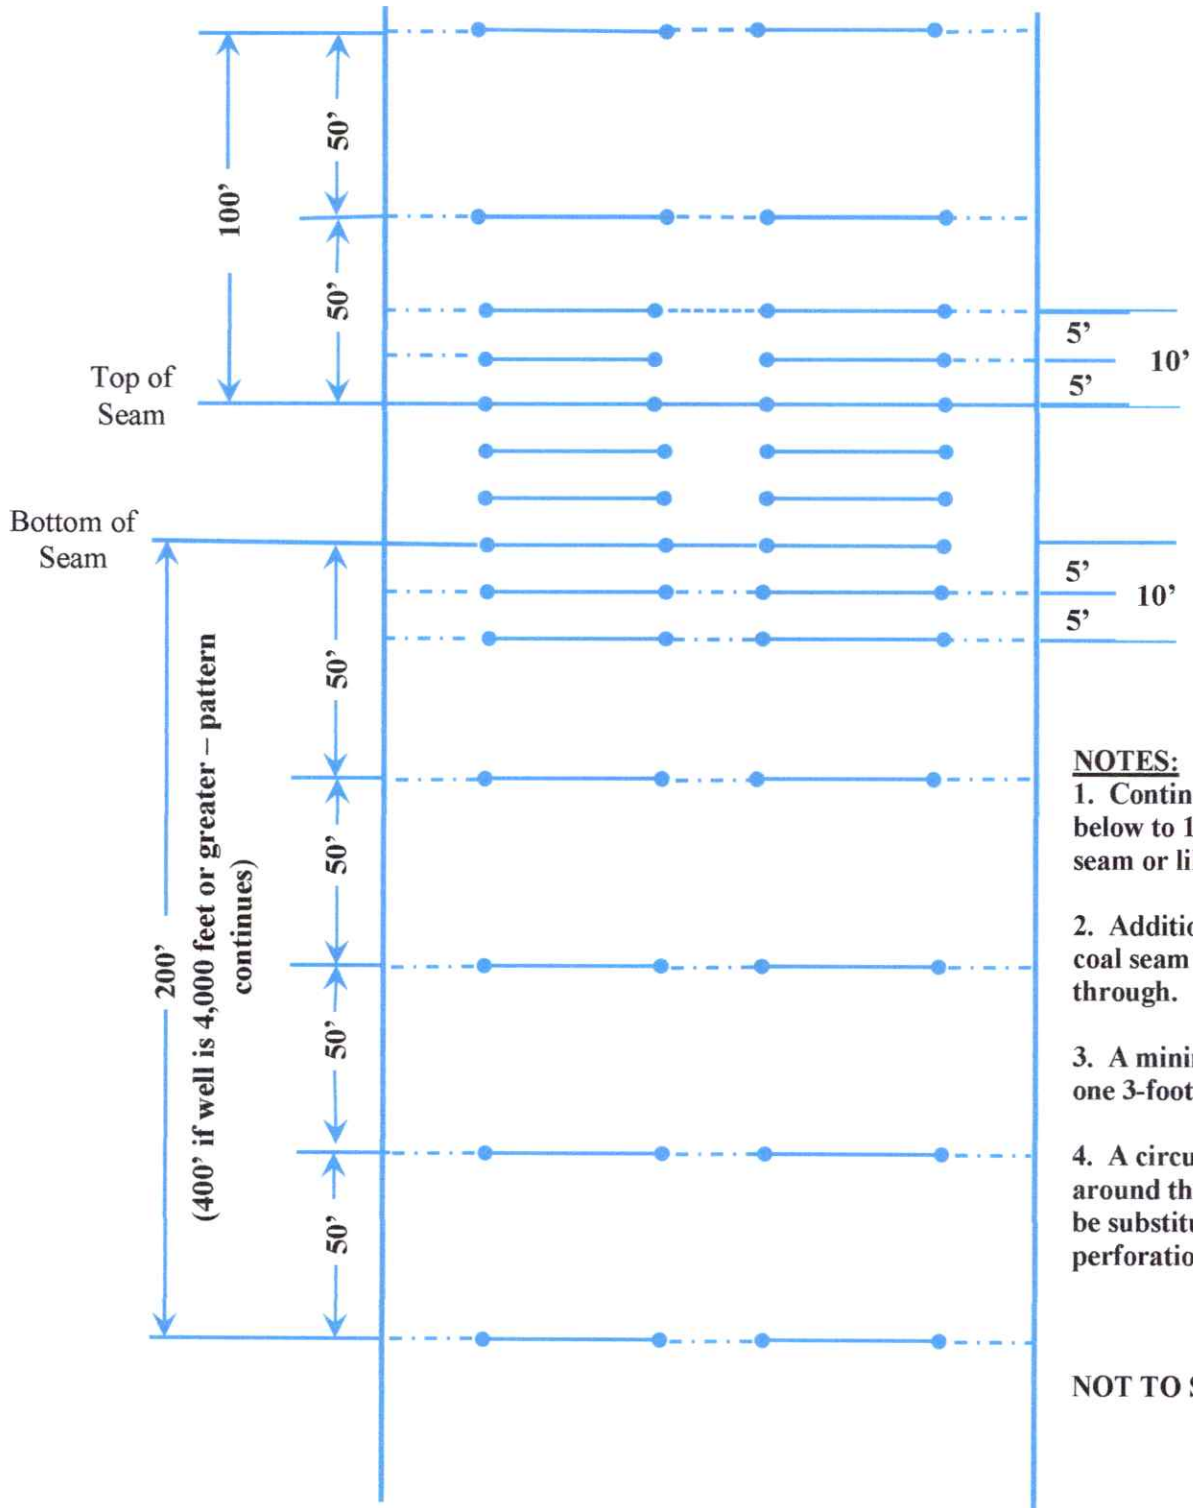 100'
50'
50'
Top of
Seam
5'
10'
5'
Bottom of
Seam
5'
10'
5'
200'
(400' if well is 4,000 feet or greater – pattern
continues)
50'
50'
50'
50'
NOTES:
1. Contin
below to 1
seam or li
2. Additio
coal seam
through.
3. A mini
one 3-foot
4. A circu
around th
be substitu
perforatio
NOT TO S